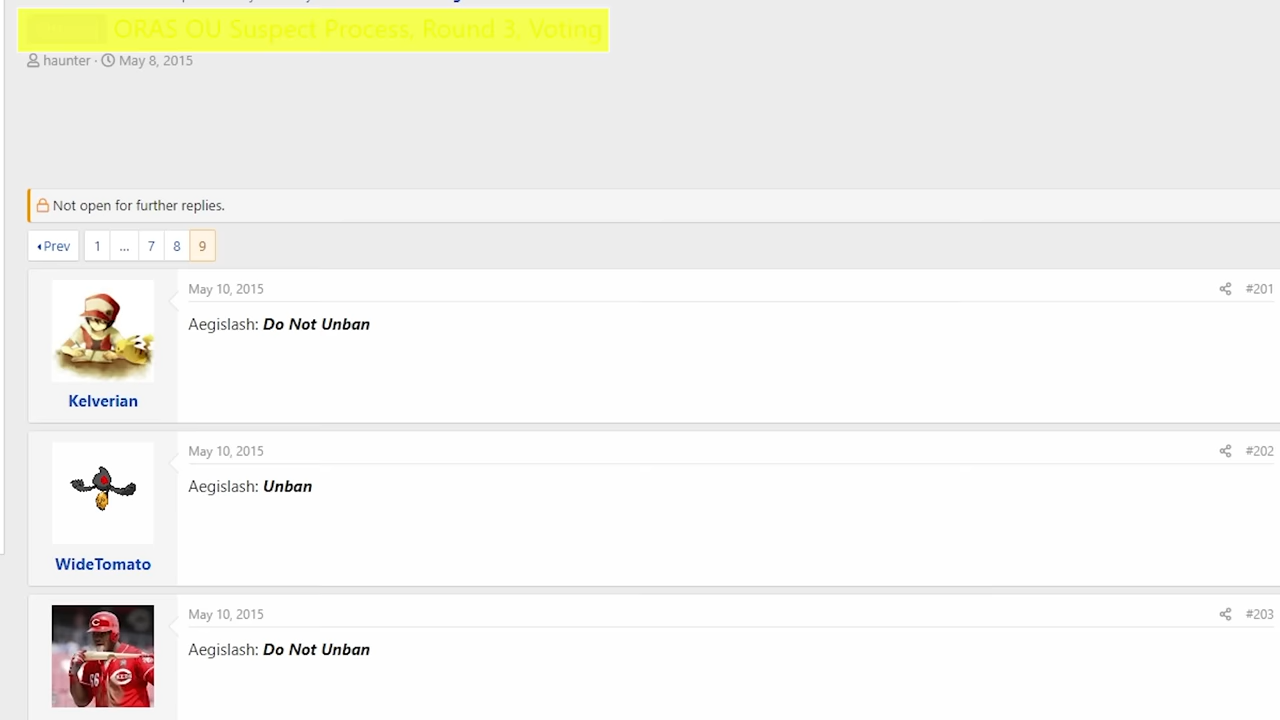 ORAS OU Suspect Process, Round 3, Voting
haunter · May 8, 2015
Not open for further replies.
Prev 1 ... 7 8 9
May 10, 2015 #201
Aegislash: Do Not Unban
Kelverian
May 10, 2015 #202
Aegislash: Unban
WideTomato
May 10, 2015 #203
Aegislash: Do Not Unban